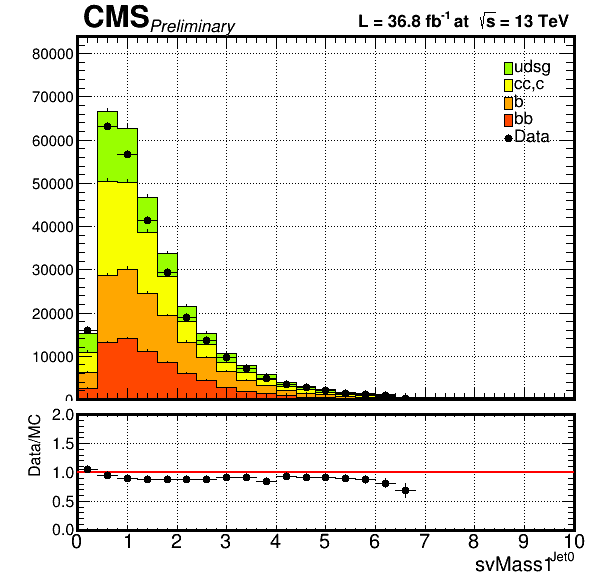 CMS Preliminary L = 36.8 fb⁻¹ at √s = 13 TeV
80000
70000
60000
50000
40000
30000
20000
10000
0
udsg
cc,c
b
bb
Data
Data/MC
2.0
1.5
1.0
0.5
0.0
0 1 2 3 4 5 6 7 8 9 10
svMass1 Jet0